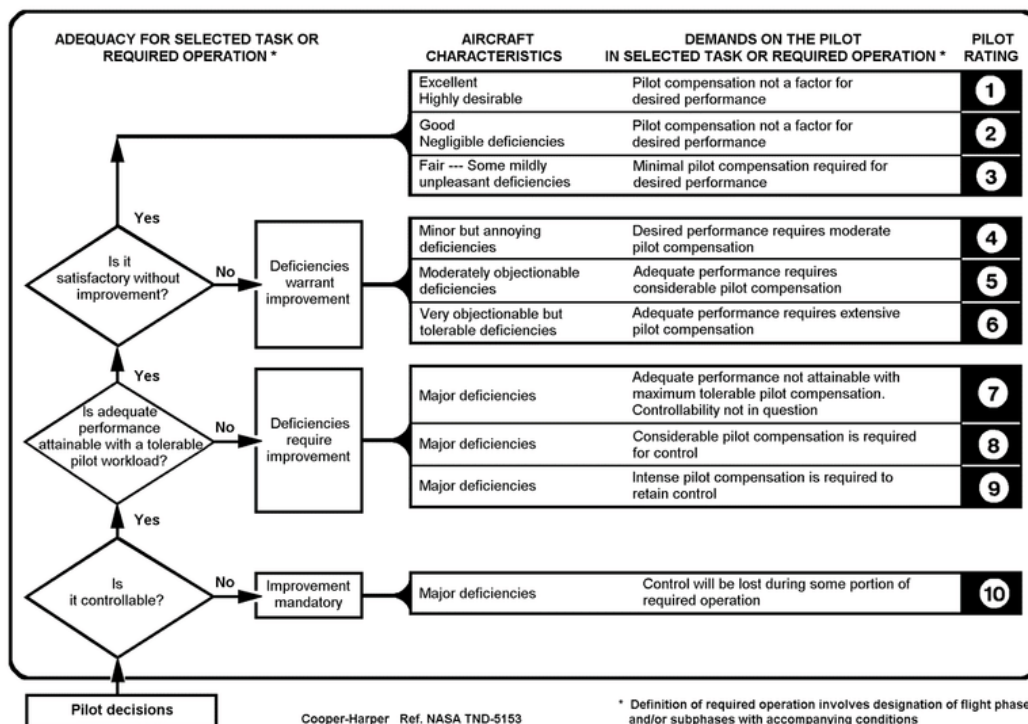 ADEQUACY FOR SELECTED TASK OR
REQUIRED OPERATION *
AIRCRAFT
CHARACTERISTICS
DEMANDS ON THE PILOT
IN SELECTED TASK OR REQUIRED OPERATION *
PILOT
RATING
Excellent
Highly desirable
Pilot compensation not a factor for
desired performance
1
Good
Negligible deficiencies
Pilot compensation not a factor for
desired performance
2
Fair --- Some mildly
unpleasant deficiencies
Minimal pilot compensation required for
desired performance
3
Yes
Is it
satisfactory without
improvement?
No
Deficiencies
warrant
improvement
Minor but annoying
deficiencies
Desired performance requires moderate
pilot compensation
4
Moderately objectionable
deficiencies
Adequate performance requires
considerable pilot compensation
5
Very objectionable but
tolerable deficiencies
Adequate performance requires extensive
pilot compensation
6
Yes
Is adequate
performance
attainable with a tolerable
pilot workload?
No
Deficiencies
require
improvement
Major deficiencies
Adequate performance not attainable with
maximum tolerable pilot compensation.
Controllability not in question
7
Major deficiencies
Considerable pilot compensation is required
for control
8
Major deficiencies
Intense pilot compensation is required to
retain control
9
Yes
Is
it controllable?
No
Improvement
mandatory
Major deficiencies
Control will be lost during some portion of
required operation
10
Pilot decisions
Cooper-Harper Ref. NASA TND-5153
* Definition of required operation involves designation of flight phase
and/or subphases with accompanying conditions